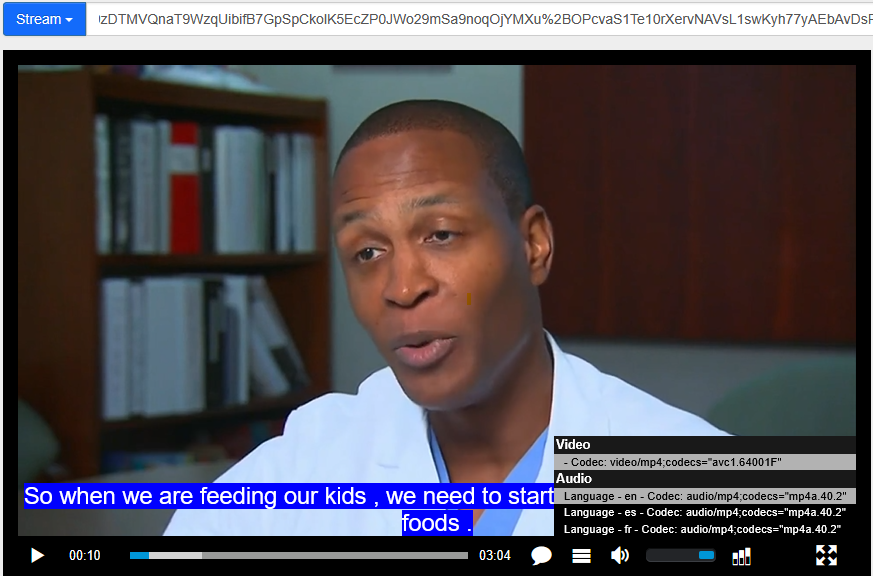 Stream
zDTMVQnaT9WzqUibifB7GpSpCkolK5EcZP0JWo29mSa9noqOjYMXu%2BOPcvaS1Te10rXervNAVsL1swKyh77yAEbAvDsF
Video
- Codec: video/mp4;codecs="avc1.64001F"
Audio
Language - en - Codec: audio/mp4;codecs="mp4a.40.2"
Language - es - Codec: audio/mp4;codecs="mp4a.40.2"
Language - fr - Codec: audio/mp4;codecs="mp4a.40.2"
So when we are feeding our kids , we need to start
foods .
00:10
03:04